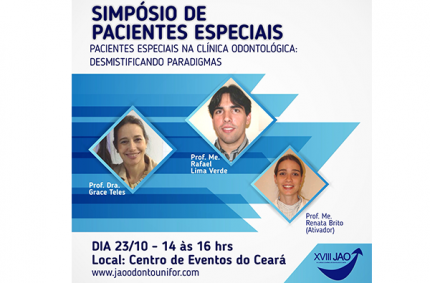 SIMPÓSIO DE
PACIENTES ESPECIAIS
PACIENTES ESPECIAIS NA CLÍNICA ODONTOLÓGICA:
DESMISTIFICANDO PARADIGMAS
Prof. Dra.
Grace Teles
Prof. Me.
Rafael
Lima Verde
Prof. Me.
Renata Brito
(Ativador)
DIA 23/10 - 14 às 16 hrs
Local: Centro de Eventos do Ceará
www.jaoodontounifor.com
XVIII JAO